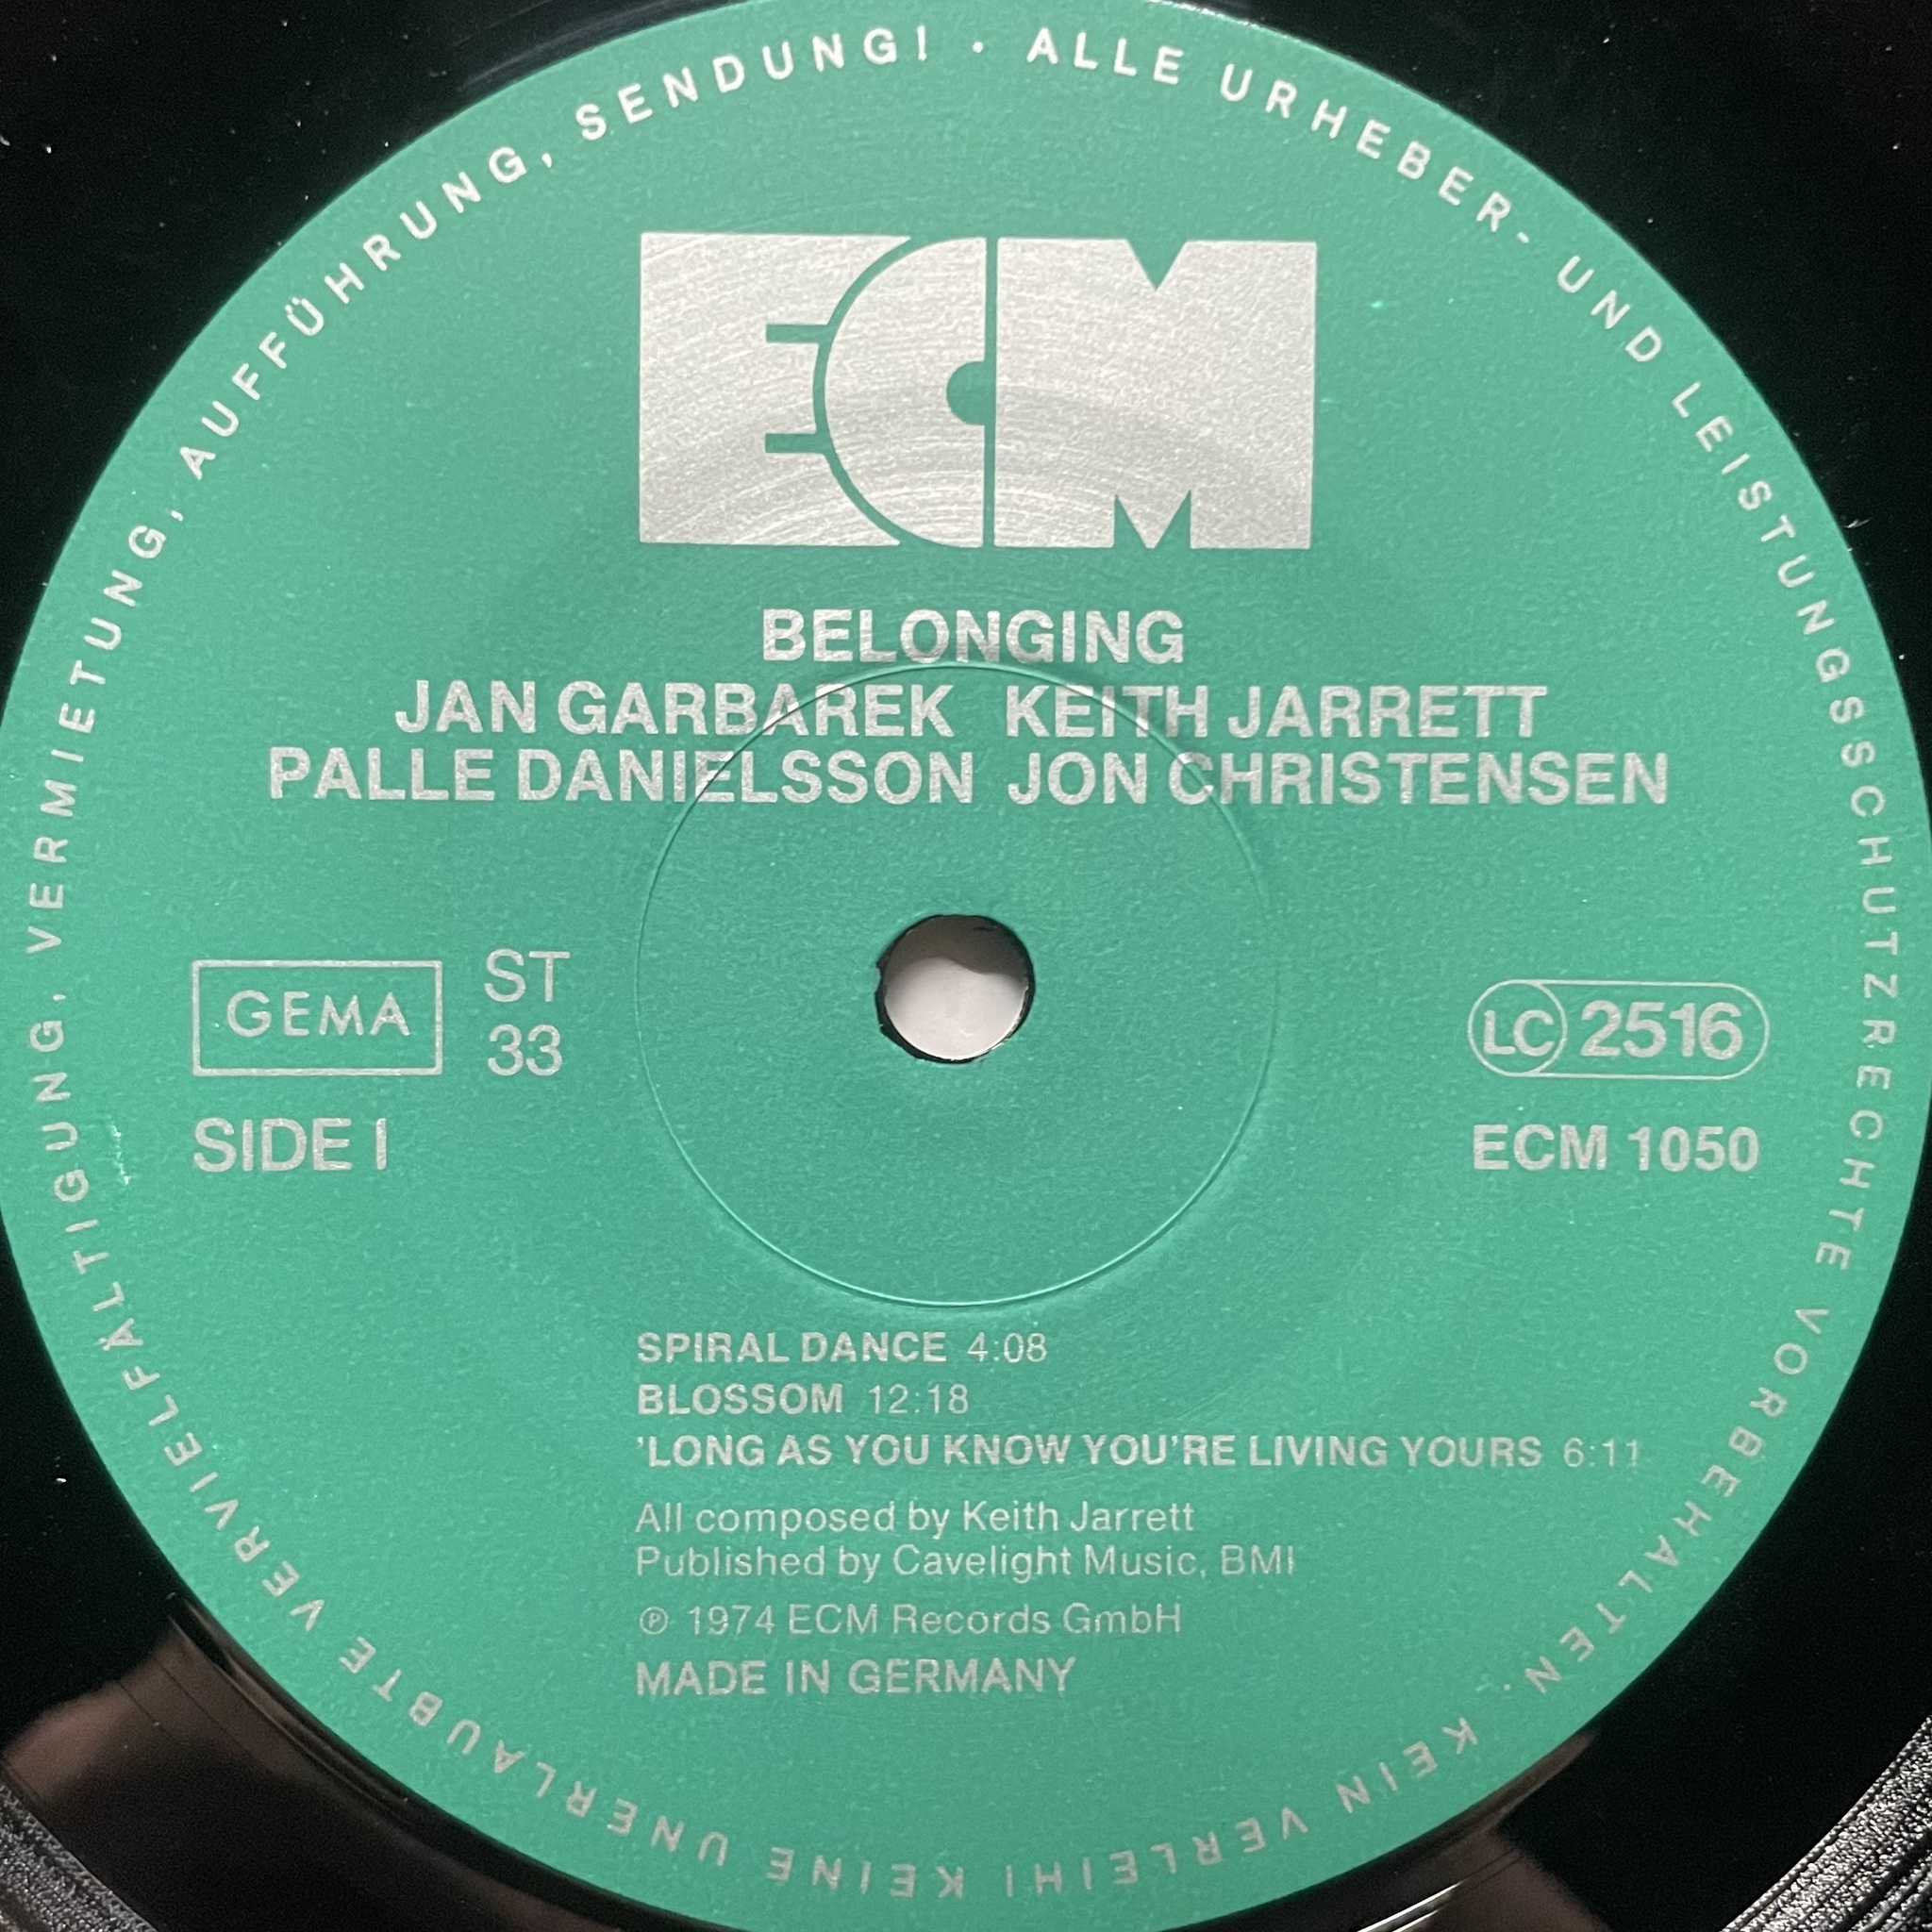 ALLE URHEBER- UND LEISTUNGSSCHUTZRECHTE VORBEHALTEN. KEIN VERLEIH! KEINE UNERLAUBTE VERVIELFÄLTIGUNG, VERMIETUNG, AUFFÜHRUNG, SENDUNG! ·
ECM
BELONGING
JAN GARBAREK KEITH JARRETT
PALLE DANIELSSON JON CHRISTENSEN
GEMA
ST
33
SIDE I
LC 2516
ECM 1050
SPIRAL DANCE 4:08
BLOSSOM 12:18
'LONG AS YOU KNOW YOU'RE LIVING YOURS 6:11
All composed by Keith Jarrett
Published by Cavelight Music, BMI
℗ 1974 ECM Records GmbH
MADE IN GERMANY